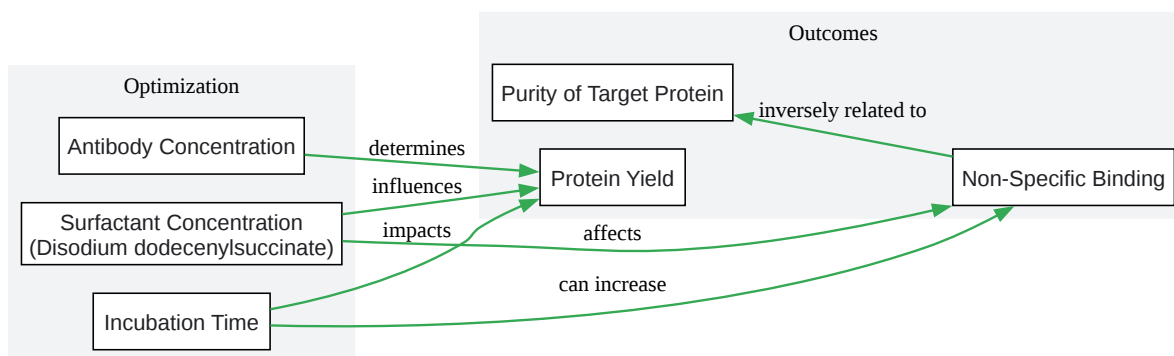 Outcomes
Optimization
Purity of Target Protein
inversely related to
Antibody Concentration
determines
Protein Yield
Non-Specific Binding
influences
Surfactant Concentration
(Disodium dodecenylsuccinate)
impacts
affects
can increase
Incubation Time